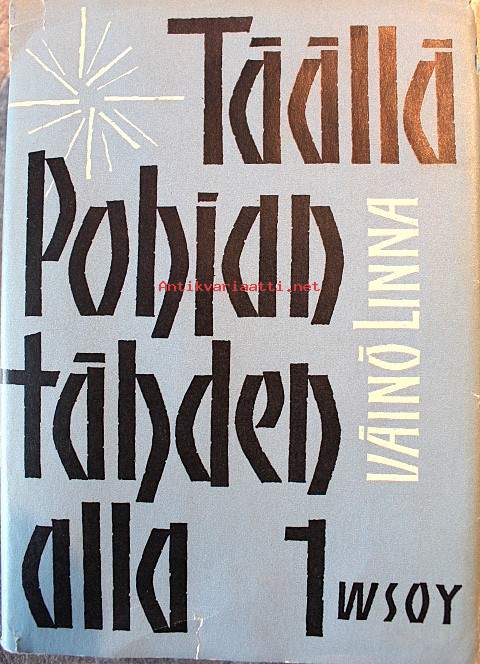 Täällä
Pohjan
tähden
alla 1
VÄINÖ LINNA
WSOY
Antikvariaatti.net